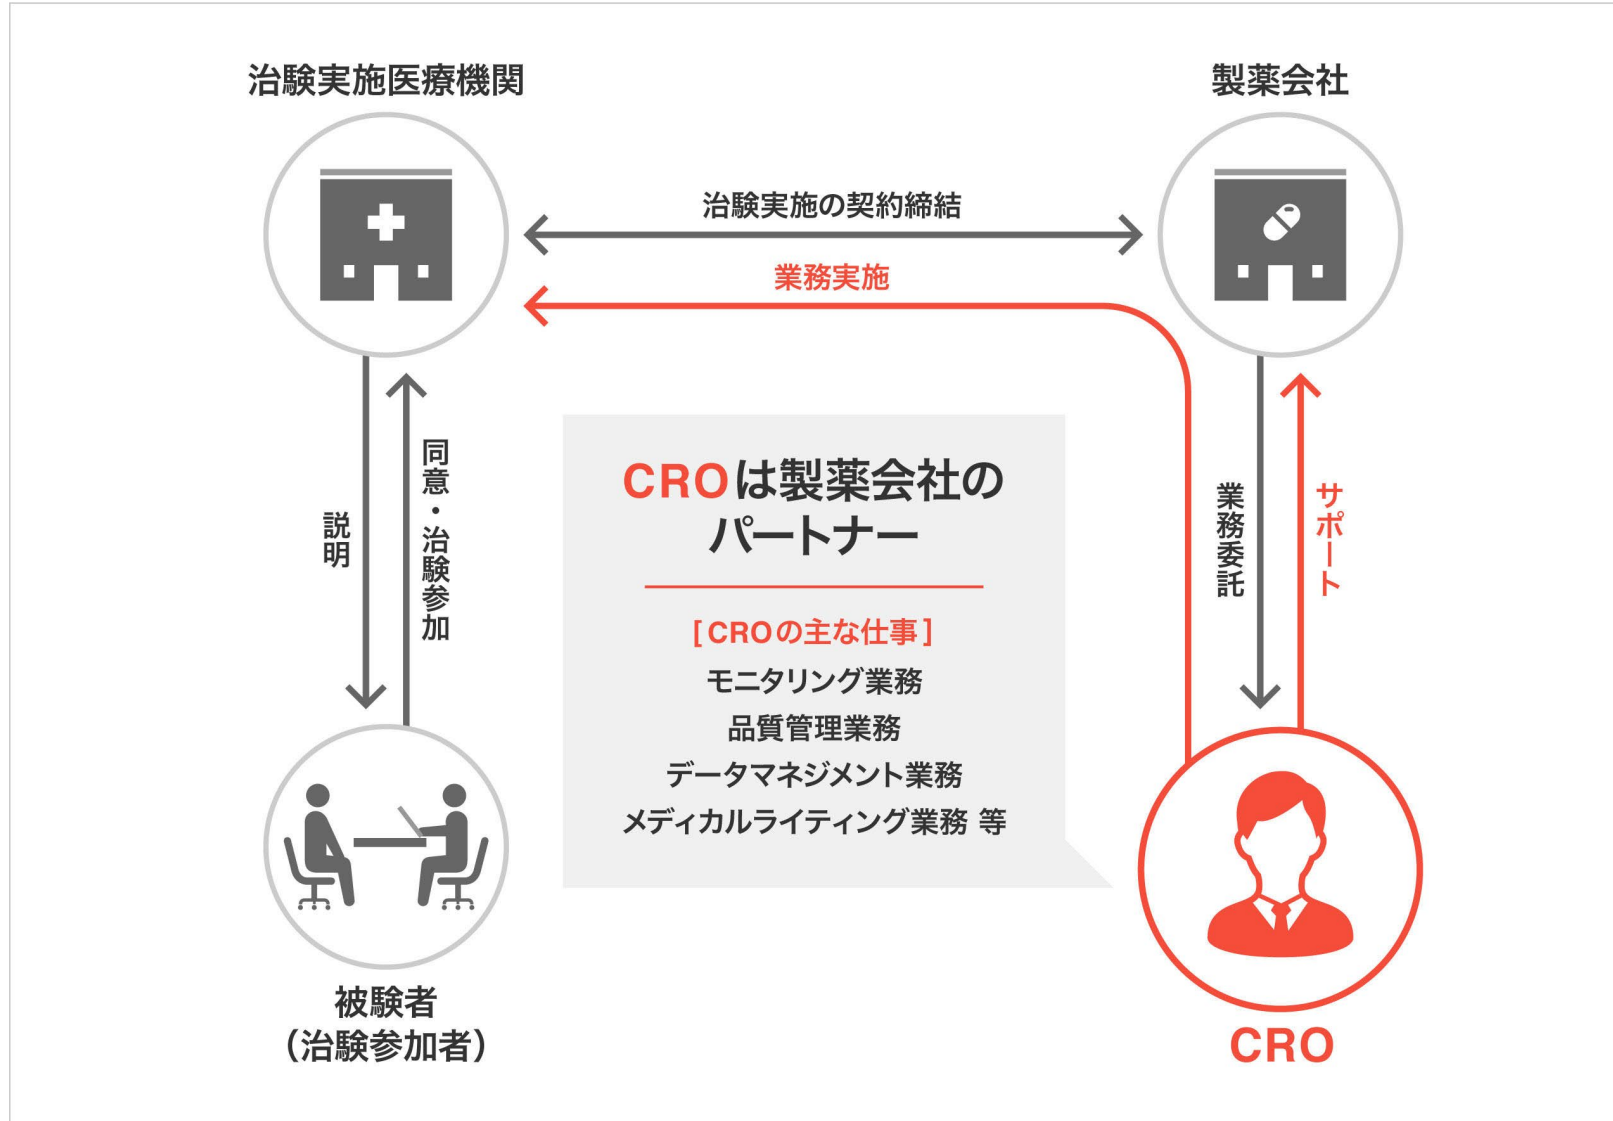 治験実施医療機関
製薬会社
治験実施の契約締結
業務実施
説明
同意・治験参加
CROは製薬会社の
パートナー
[CROの主な仕事]
モニタリング業務
品質管理業務
データマネジメント業務
メディカルライティング業務 等
業務委託
サポート
被験者
（治験参加者）
CRO